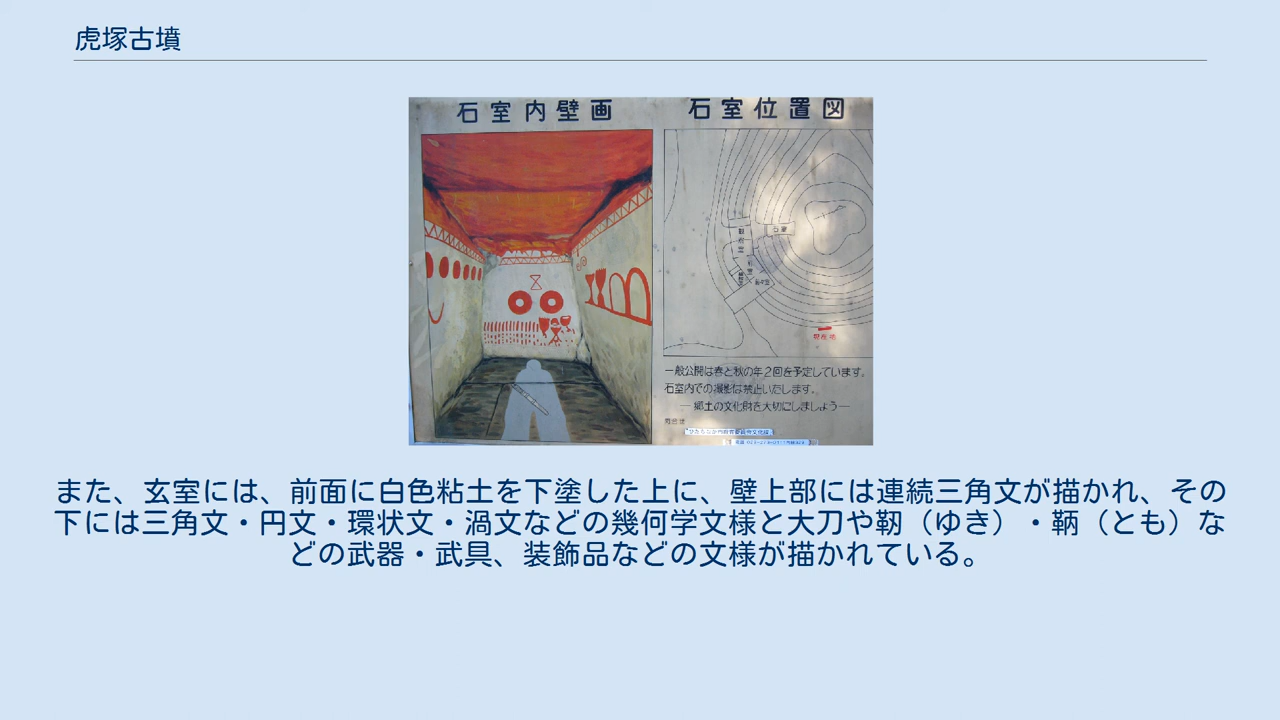 虎塚古墳
石室内壁画
石室位置図
石室
現在地
一般公開は春と秋の年2回を予定しています。
石室内での撮影は禁止いたします。
― 郷土の文化財を大切にしましょう ―
また、玄室には、前面に白色粘土を下塗した上に、壁上部には連続三角文が描かれ、その
下には三角文・円文・環状文・渦文などの幾何学文様と大刀や靭（ゆき）・鞆（とも）な
どの武器・武具、装飾品などの文様が描かれている。